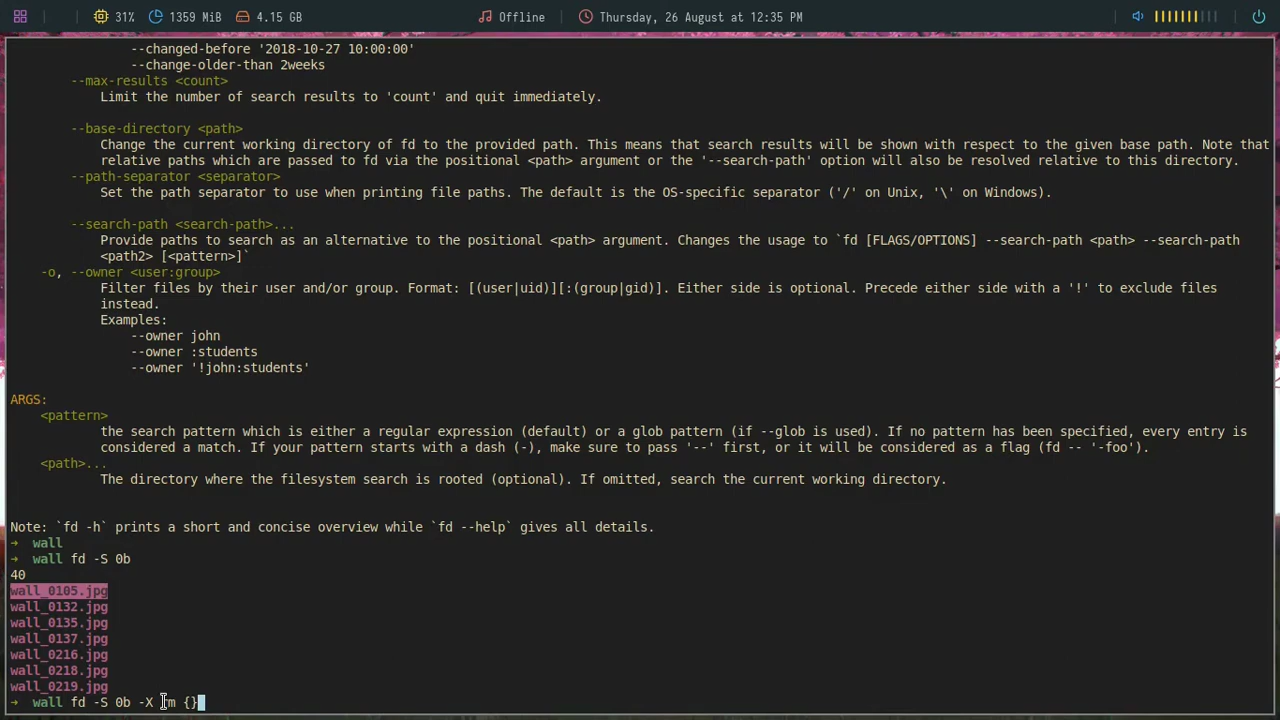 31% 1359 MiB 4.15 GB Offline Thursday, 26 August at 12:35 PM
--changed-before '2018-10-27 10:00:00'
--change-older-than 2weeks
--max-results <count>
Limit the number of search results to 'count' and quit immediately.
--base-directory <path>
Change the current working directory of fd to the provided path. This means that search results will be shown with respect to the given base path. Note that
relative paths which are passed to fd via the positional <path> argument or the '--search-path' option will also be resolved relative to this directory.
--path-separator <separator>
Set the path separator to use when printing file paths. The default is the OS-specific separator ('/' on Unix, '\' on Windows).
--search-path <search-path>...
Provide paths to search as an alternative to the positional <path> argument. Changes the usage to `fd [FLAGS/OPTIONS] --search-path <path> --search-path
<path2> [<pattern>]`
-o, --owner <user:group>
Filter files by their user and/or group. Format: [(user|uid)][:(group|gid)]. Either side is optional. Precede either side with a '!' to exclude files
instead.
Examples:
--owner john
--owner :students
--owner '!john:students'
ARGS:
<pattern>
the search pattern which is either a regular expression (default) or a glob pattern (if --glob is used). If no pattern has been specified, every entry is
considered a match. If your pattern starts with a dash (-), make sure to pass '--' first, or it will be considered as a flag (fd -- '-foo').
<path>...
The directory where the filesystem search is rooted (optional). If omitted, search the current working directory.
Note: `fd -h` prints a short and concise overview while `fd --help` gives all details.
→ wall
→ wall fd -S 0b
40
wall_0105.jpg
wall_0132.jpg
wall_0135.jpg
wall_0137.jpg
wall_0216.jpg
wall_0218.jpg
wall_0219.jpg
→ wall fd -S 0b -X rm {}